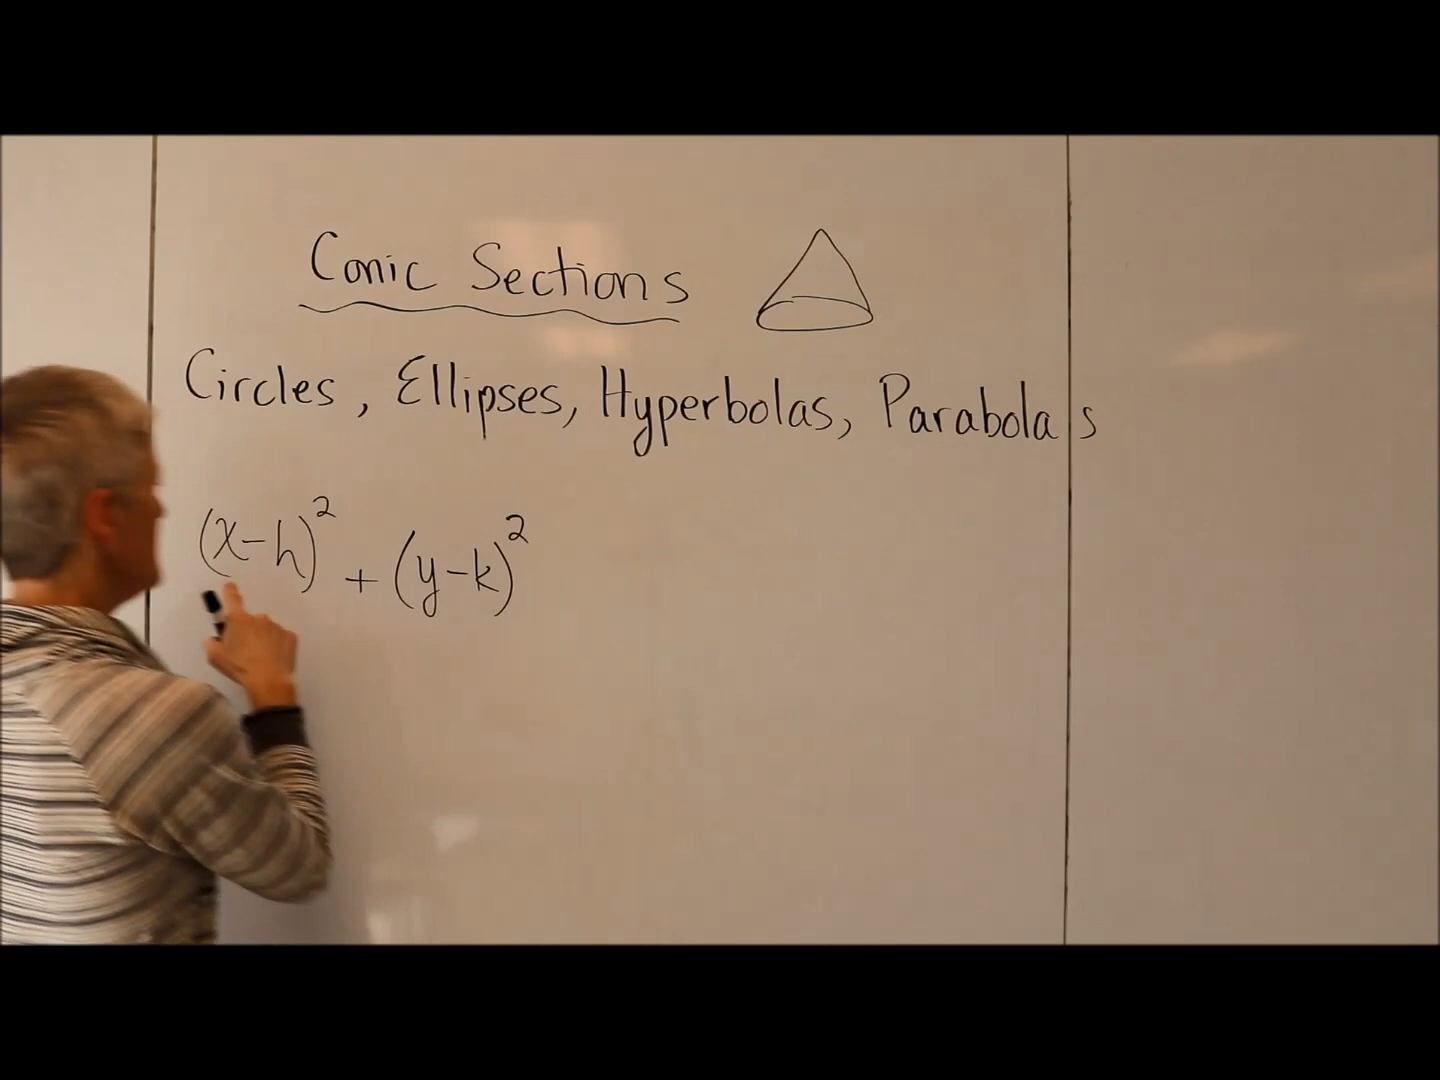 Conic Sections
Circles, Ellipses, Hyperbolas, Parabolas
(x-h)² + (y-k)²